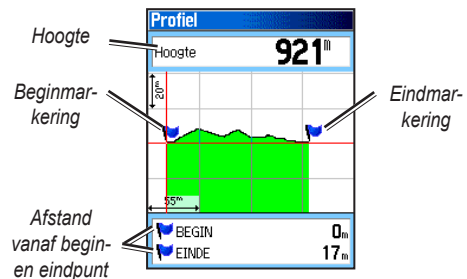 Profiel
Hoogte
Hoogte 921m
20m
Beginmar-
kering
Eindmar-
kering
55m
Afstand
vanaf begin-
en eindpunt
BEGIN 0m
EINDE 17m